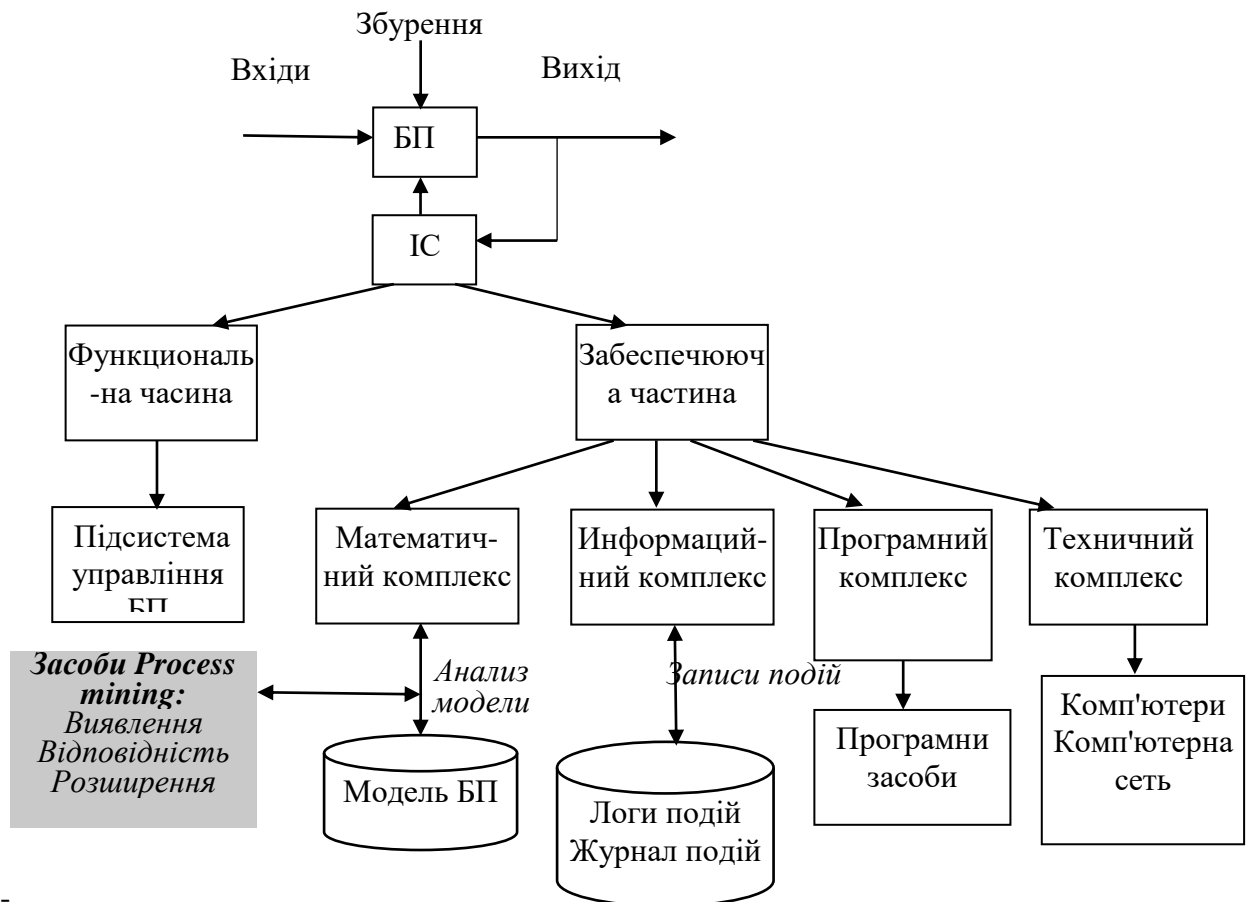 Збурення
Вхіди
Вихід
БП
ІС
Функциональ
-на часина
Забеспечуюоч
а частина
Підсистема
управління
БП
Математич-
ний комплекс
Информаций-
ний комплекс
Програмний
комплекс
Техничний
комплекс
Засоби Process
mining:
Виявлення
Відповідність
Розширення
Анализ
модели
Записи подій
Модель БП
Логи подій
Журнал подій
Програмни
засоби
Комп'ютери
Комп'ютерна
сеть
-